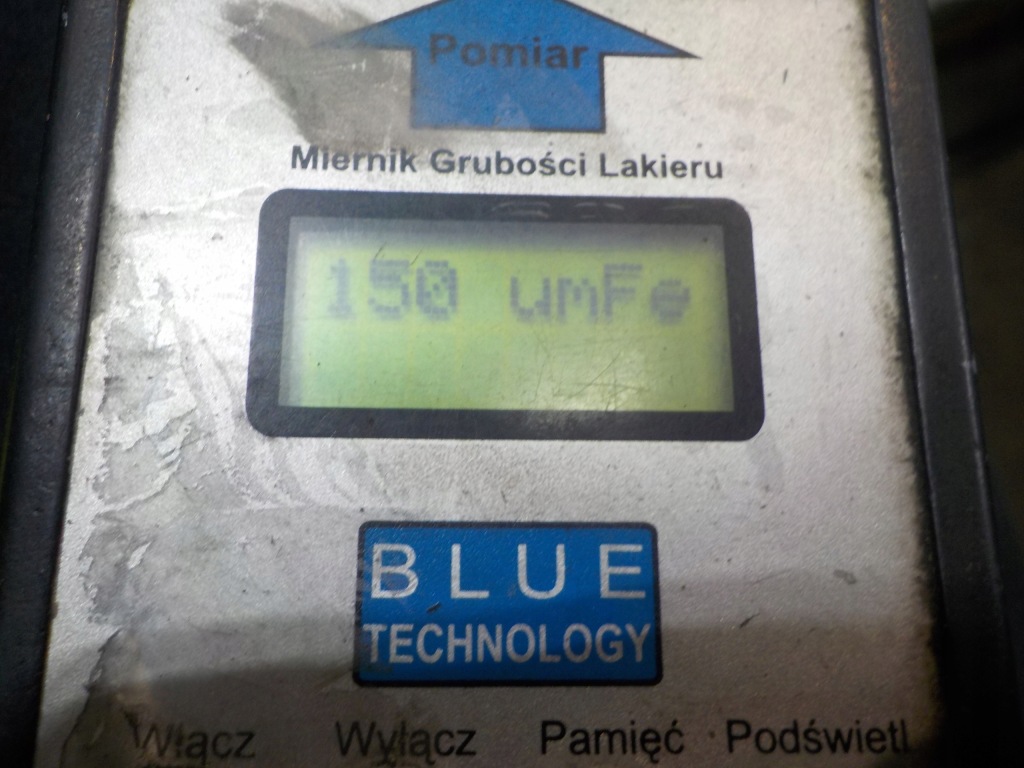 Pomiar
Miernik Grubości Lakieru
150 umFe
BLUE
TECHNOLOGY
Włącz Wyłącz Pamięć Podświetl